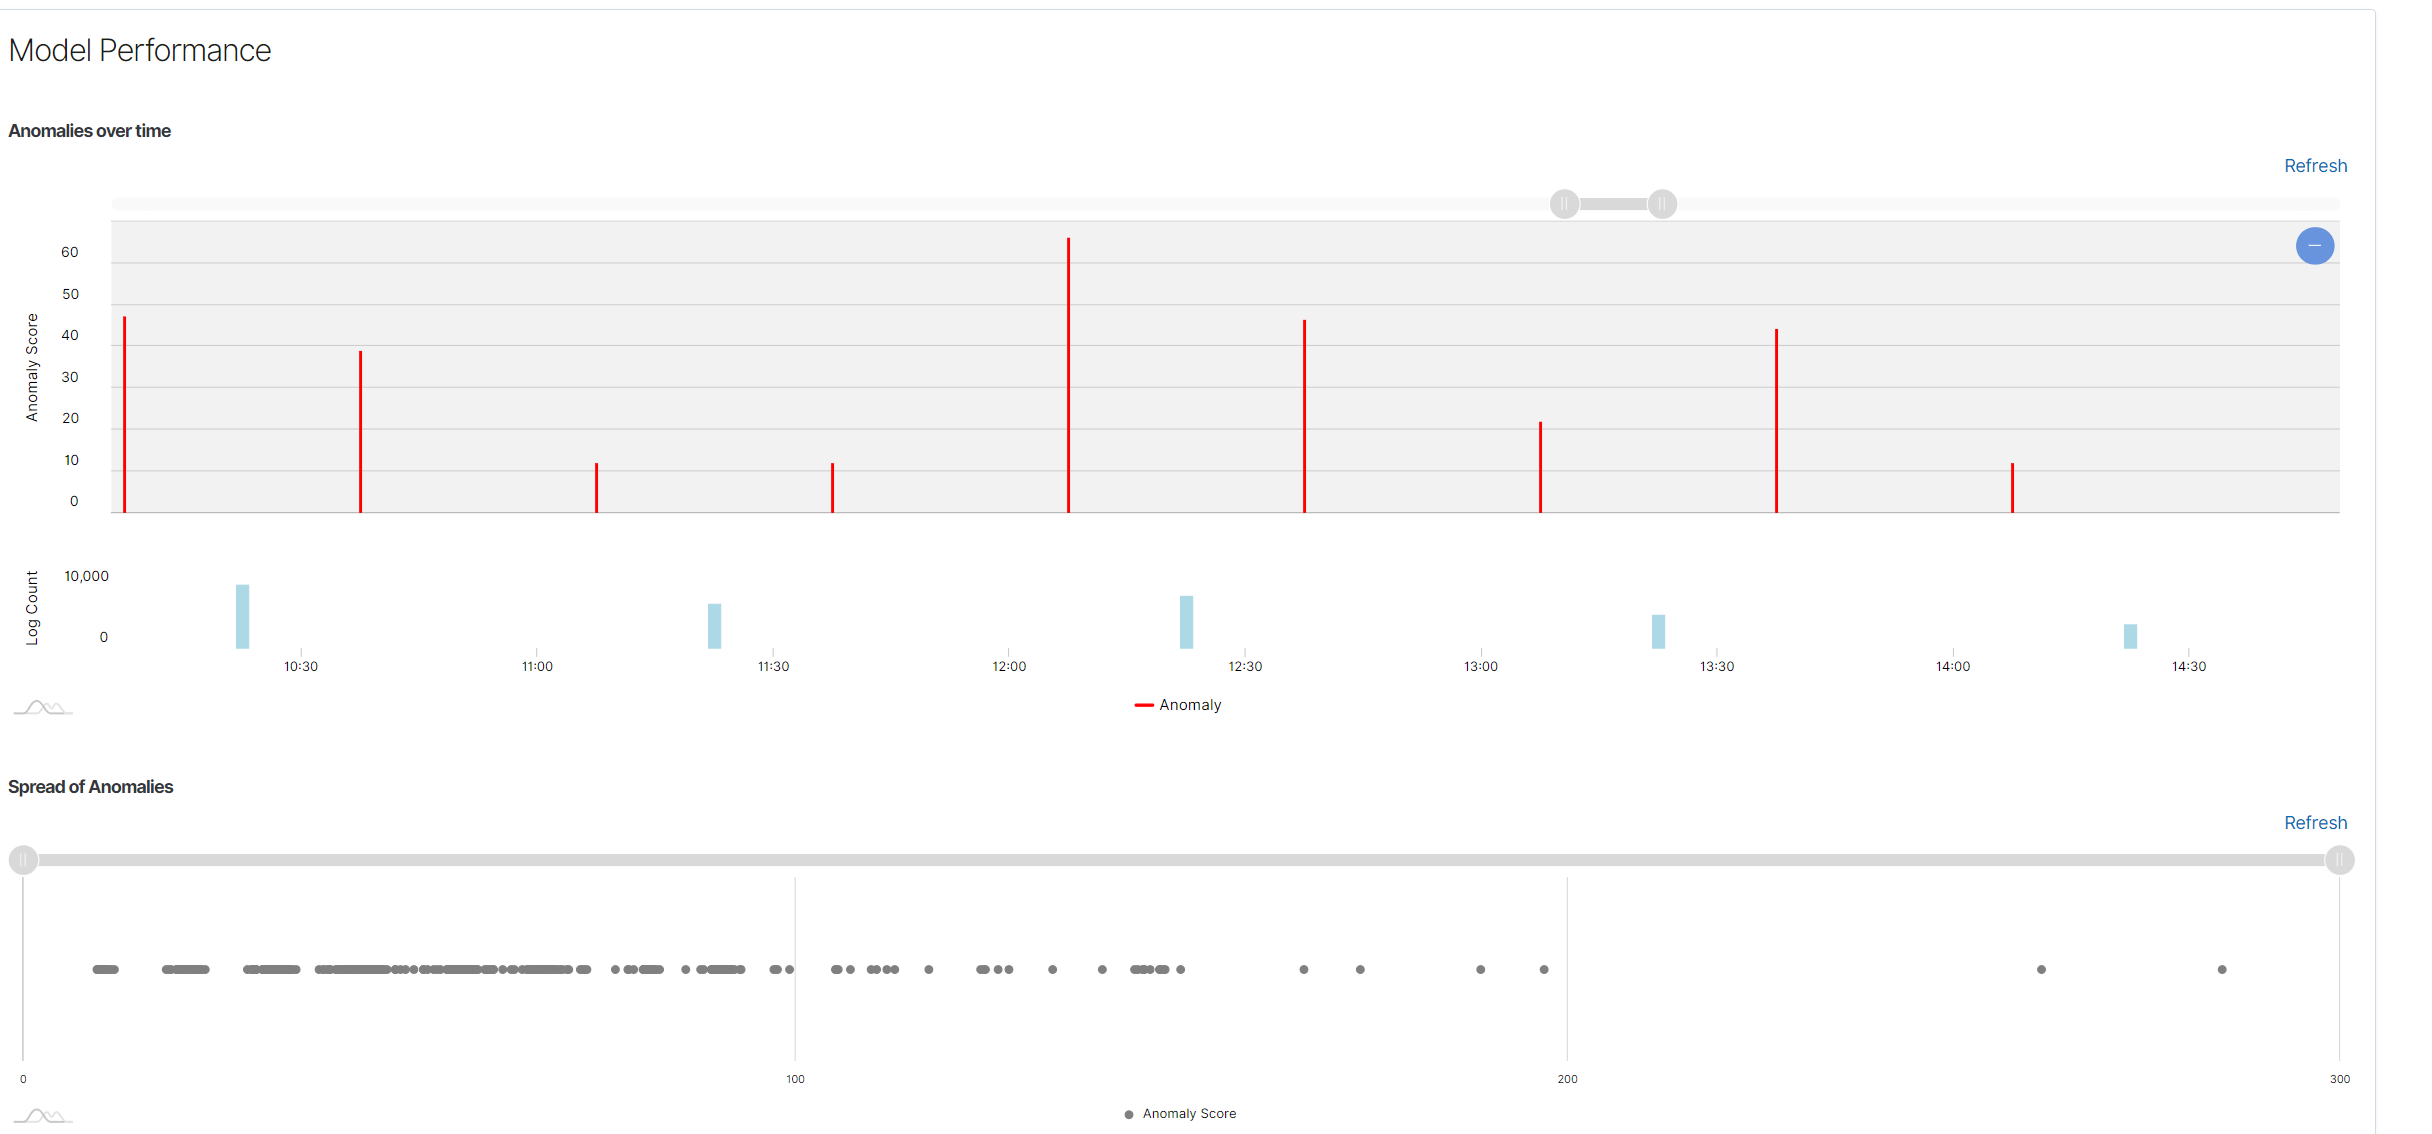 Model Performance
Anomalies over time
Refresh
60
50
40
30
20
10
0
Anomaly Score
10,000
0
Log Count
10:30 11:00 11:30 12:00 12:30 13:00 13:30 14:00 14:30
Anomaly
Spread of Anomalies
Refresh
0 100 200 300
Anomaly Score